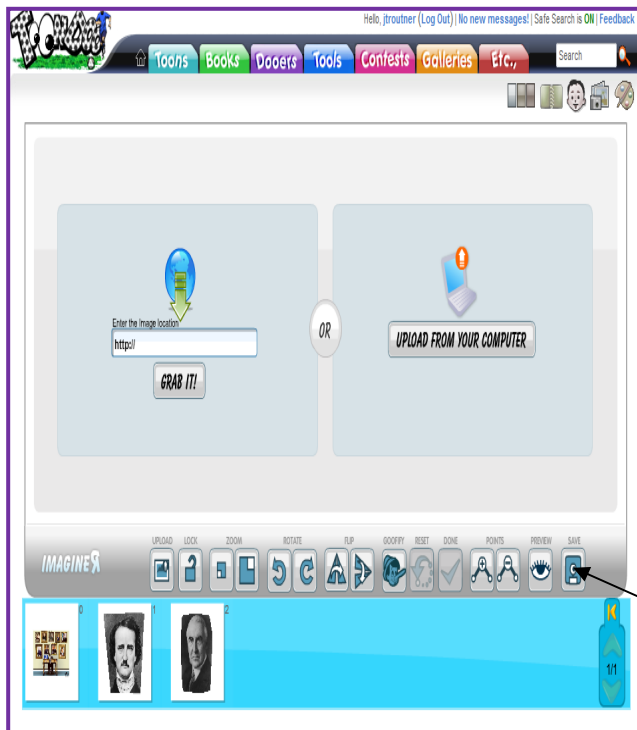 Hello, jtroutner (Log Out) | No new messages! | Safe Search is ON | Feedback
Toons Books Dooers Tools Contests Galleries Etc., Search
Enter the Image location
http://
GRAB IT!
OR
UPLOAD FROM YOUR COMPUTER
UPLOAD LOCK ZOOM ROTATE FLIP GOOFIFY RESET DONE POINTS PREVIEW SAVE
IMAGINER
0 1 2
1/1